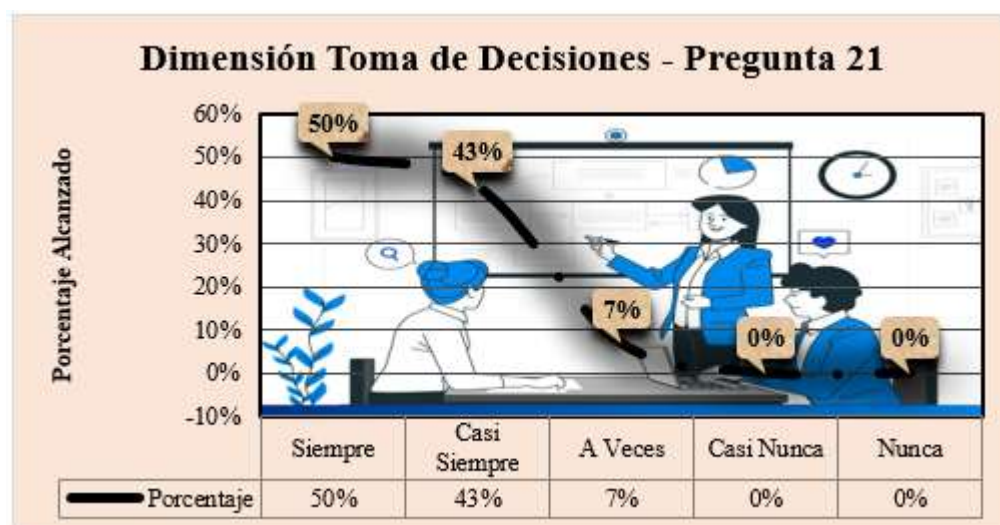 Dimensión Toma de Decisiones - Pregunta 21
Porcentaje Alcanzado
60%
50%
40%
30%
20%
10%
0%
-10%
50%
43%
7%
0%
0%
Siempre
Casi
Siempre
A Veces
Casi Nunca
Nunca
Porcentaje
50%
43%
7%
0%
0%